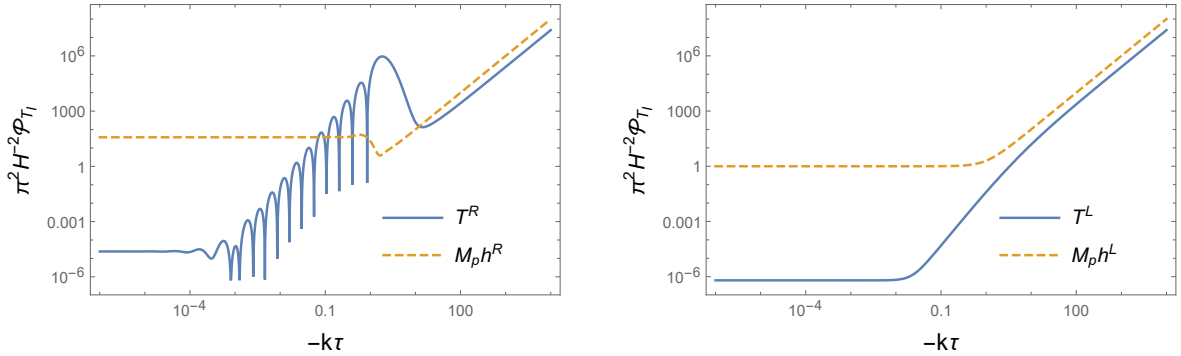 π²H⁻²𝒫_{T_I}
10⁶
1000
1
0.001
10⁻⁶
10⁻⁴
0.1
100
−kτ
T^R
M_p h^R
π²H⁻²𝒫_{T_I}
10⁶
1000
1
0.001
10⁻⁶
10⁻⁴
0.1
100
−kτ
T^L
M_p h^L